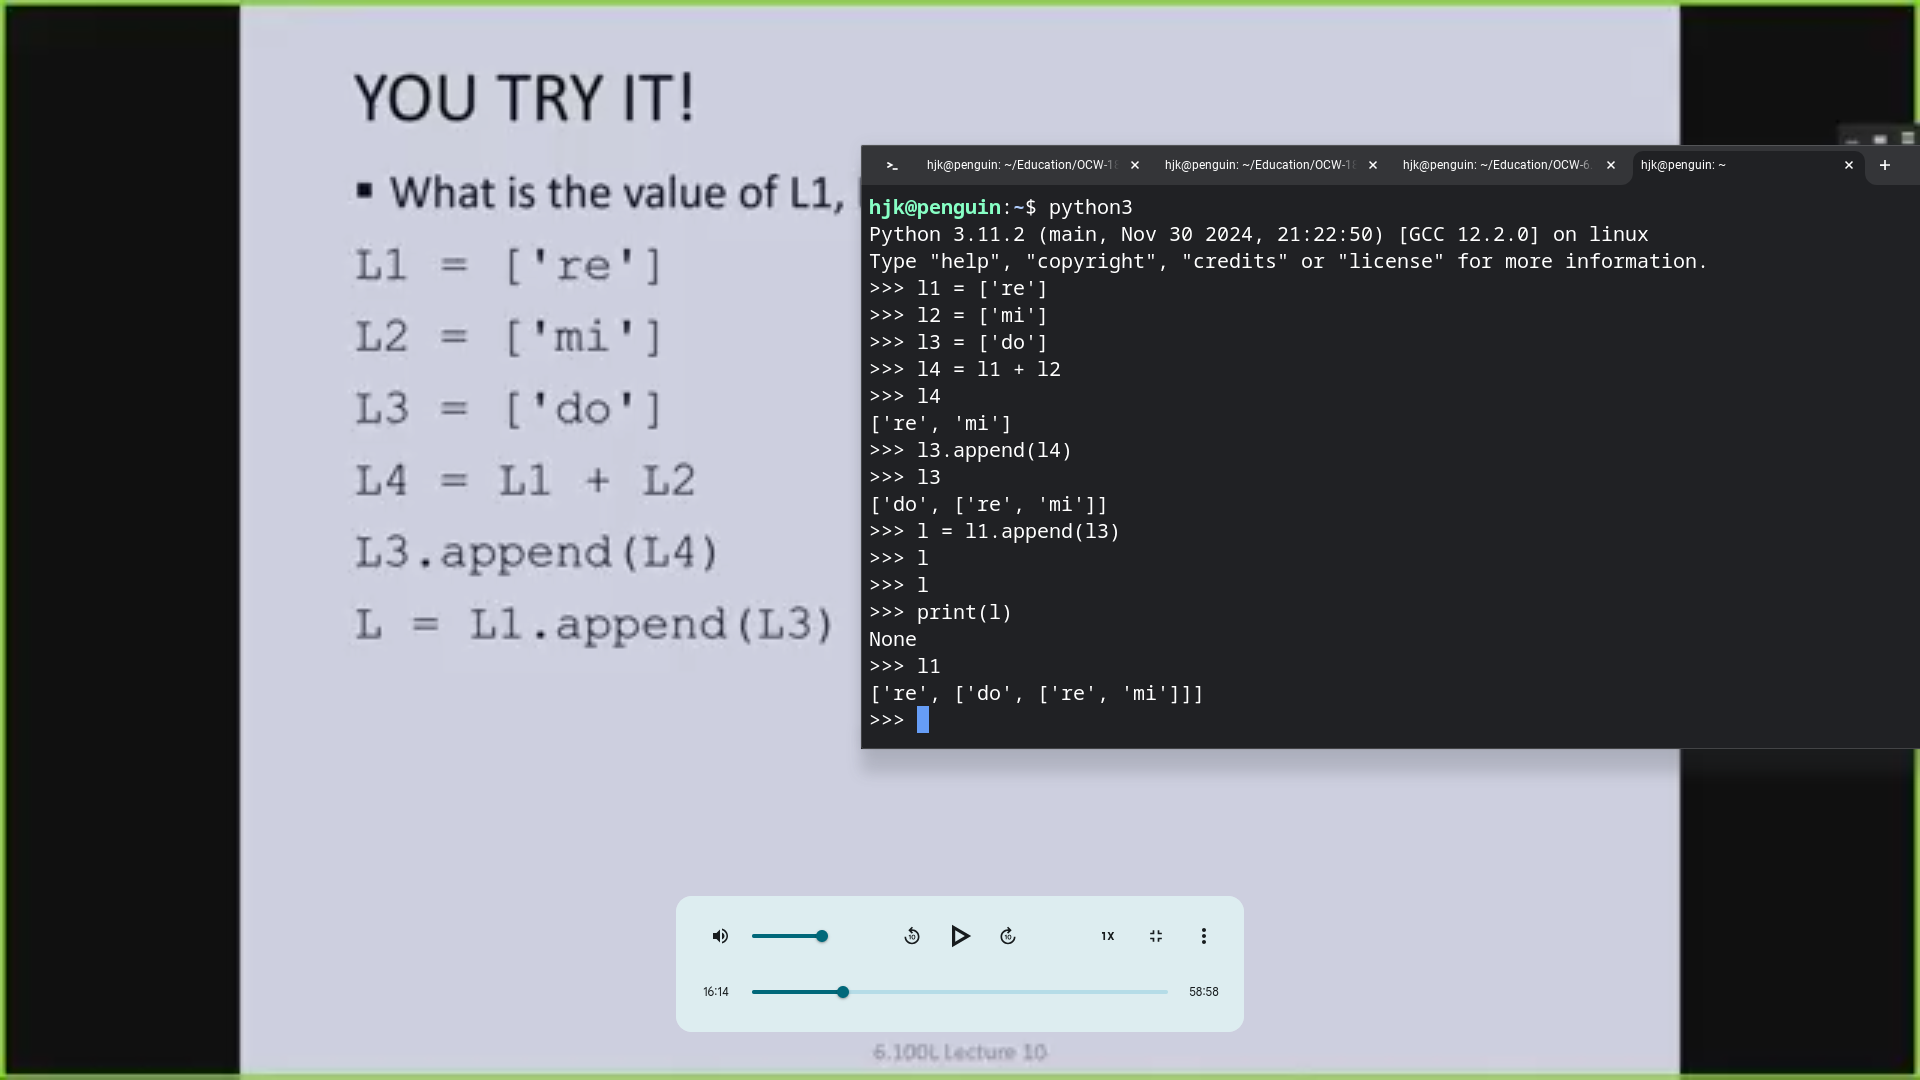 YOU TRY IT!
▪ What is the value of L1,
L1 = ['re']
L2 = ['mi']
L3 = ['do']
L4 = L1 + L2
L3.append(L4)
L = L1.append(L3)
hjk@penguin: ~/Education/OCW-18
hjk@penguin: ~/Education/OCW-18
hjk@penguin: ~/Education/OCW-6.
hjk@penguin: ~
hjk@penguin:~$ python3
Python 3.11.2 (main, Nov 30 2024, 21:22:50) [GCC 12.2.0] on linux
Type "help", "copyright", "credits" or "license" for more information.
>>> l1 = ['re']
>>> l2 = ['mi']
>>> l3 = ['do']
>>> l4 = l1 + l2
>>> l4
['re', 'mi']
>>> l3.append(l4)
>>> l3
['do', ['re', 'mi']]
>>> l = l1.append(l3)
>>> l
>>> l
>>> print(l)
None
>>> l1
['re', ['do', ['re', 'mi']]]
>>>
10
10
1X
16:14
58:58
6.100L Lecture 10